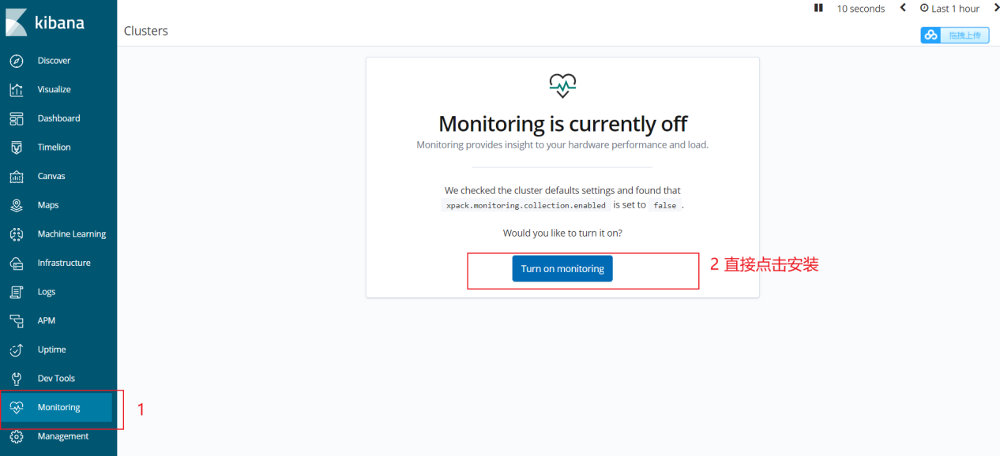 kibana
10 seconds
Last 1 hour
Clusters
拖拽上传
Discover
Visualize
Dashboard
Timelion
Canvas
Maps
Machine Learning
Infrastructure
Logs
APM
Uptime
Dev Tools
Monitoring
Management
1
Monitoring is currently off
Monitoring provides insight to your hardware performance and load.
We checked the cluster defaults settings and found that
xpack.monitoring.collection.enabled is set to false .
Would you like to turn it on?
Turn on monitoring
2 直接点击安装